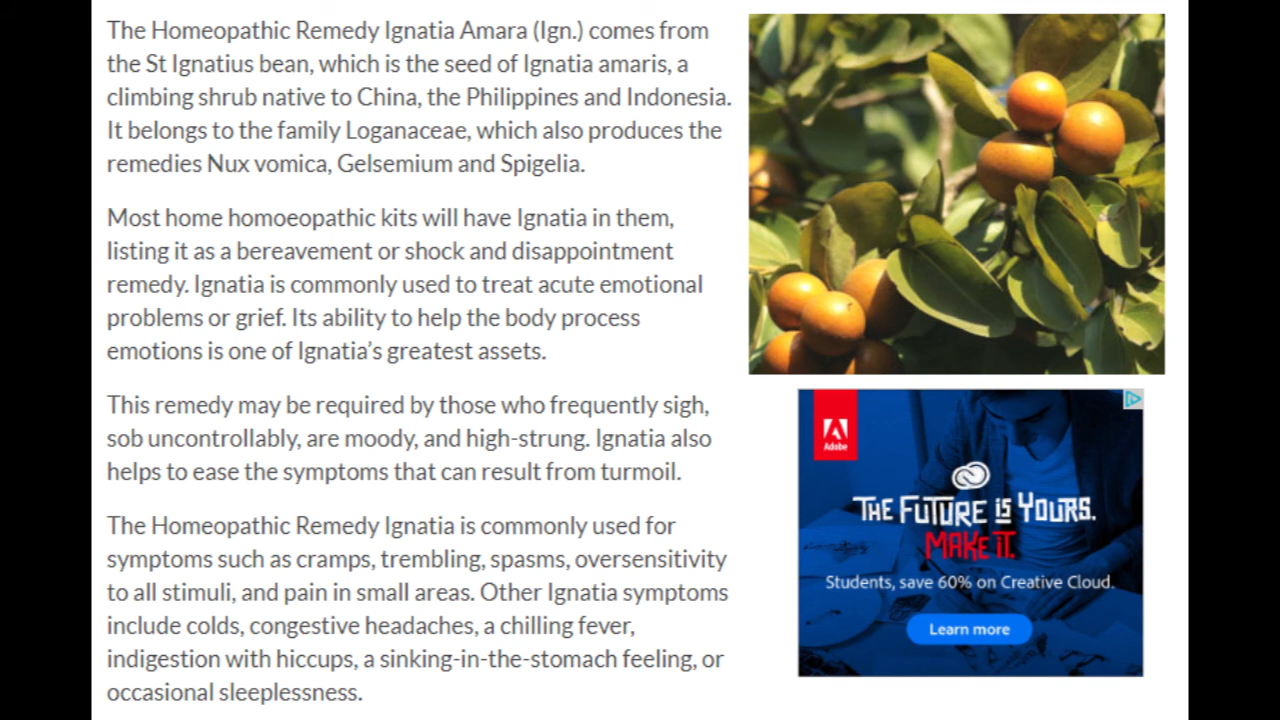 The Homeopathic Remedy Ignatia Amara (Ign.) comes from
the St Ignatius bean, which is the seed of Ignatia amaris, a
climbing shrub native to China, the Philippines and Indonesia.
It belongs to the family Loganaceae, which also produces the
remedies Nux vomica, Gelsemium and Spigelia.
Most home homoeopathic kits will have Ignatia in them,
listing it as a bereavement or shock and disappointment
remedy. Ignatia is commonly used to treat acute emotional
problems or grief. Its ability to help the body process
emotions is one of Ignatia’s greatest assets.
This remedy may be required by those who frequently sigh,
sob uncontrollably, are moody, and high-strung. Ignatia also
helps to ease the symptoms that can result from turmoil.
The Homeopathic Remedy Ignatia is commonly used for
symptoms such as cramps, trembling, spasms, oversensitivity
to all stimuli, and pain in small areas. Other Ignatia symptoms
include colds, congestive headaches, a chilling fever,
indigestion with hiccups, a sinking-in-the-stomach feeling, or
occasional sleeplessness.
Adobe
THE FUTURE IS YOURS.
MAKE IT.
Students, save 60% on Creative Cloud.
Learn more